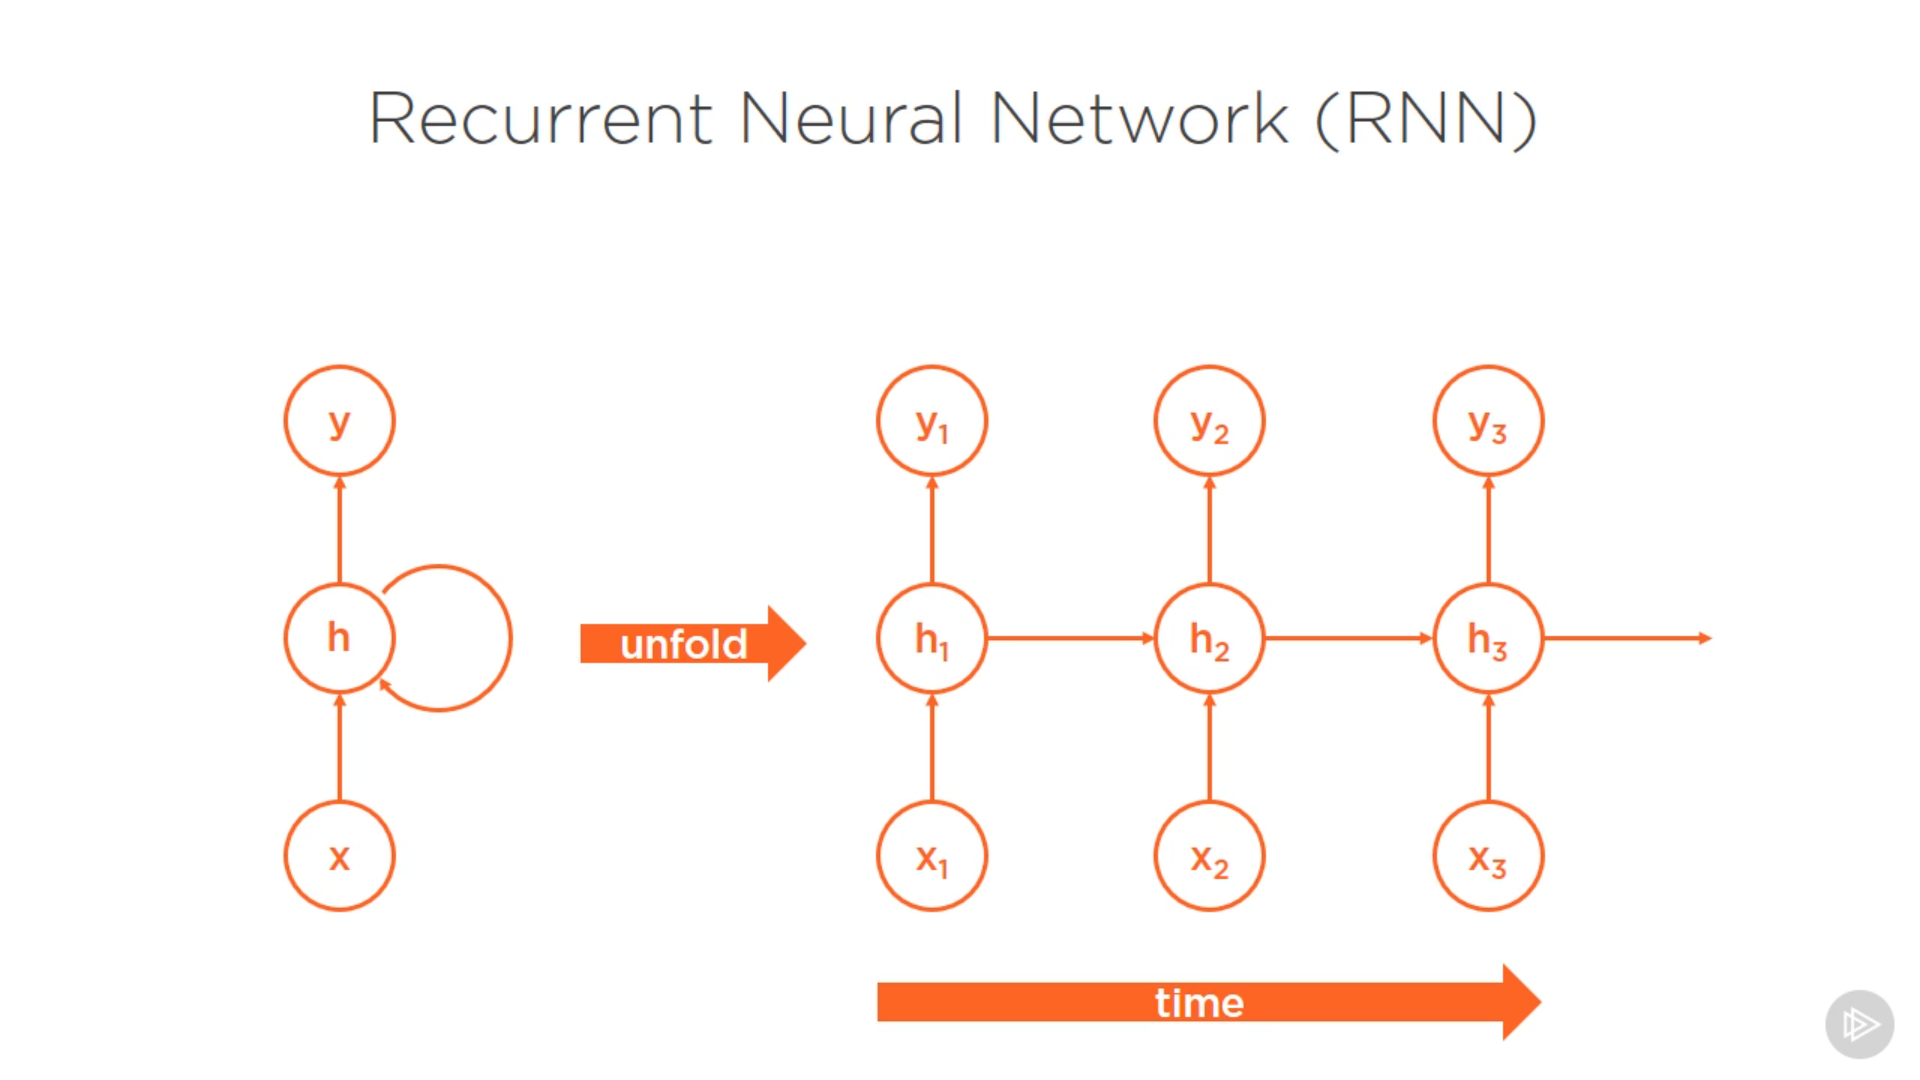 Recurrent Neural Network (RNN)
y
y₁
y₂
y₃
h
unfold
h₁
h₂
h₃
x
x₁
x₂
x₃
time